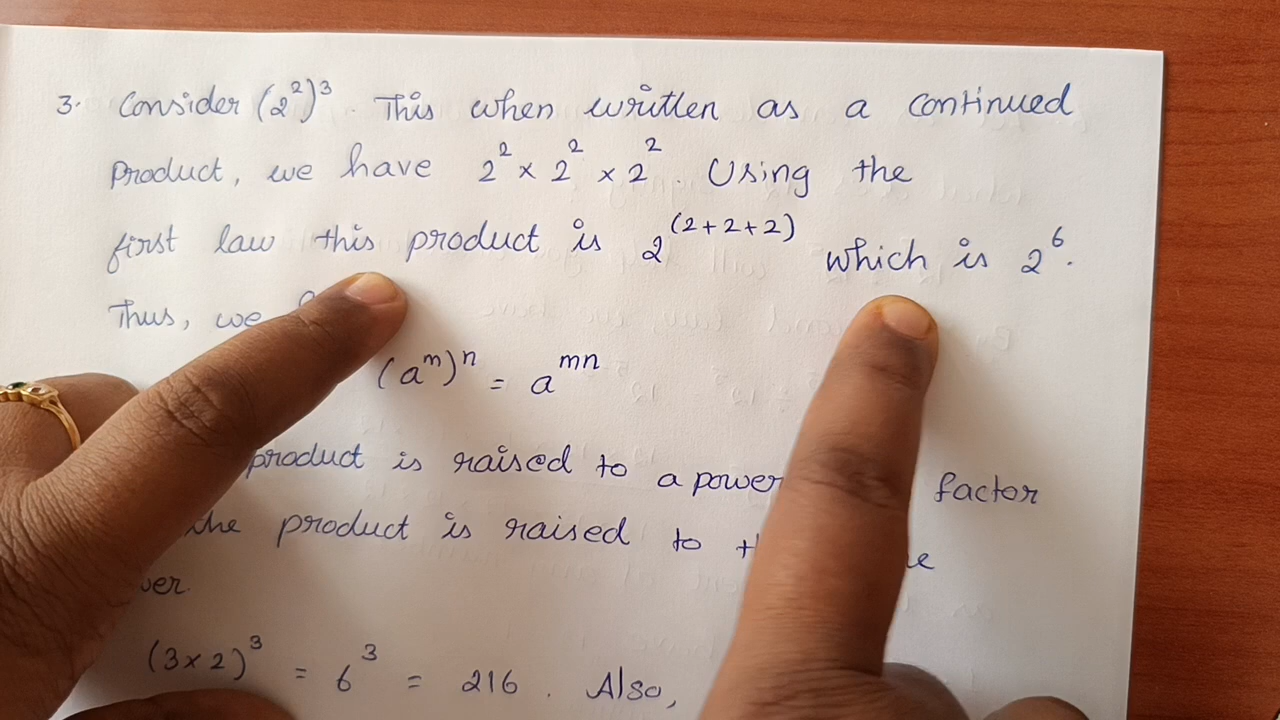 3. Consider (2²)³. This when written as a continued
product, we have 2² × 2² × 2². Using the
first law this product is 2⁽²⁺²⁺²⁾ which is 2⁶.
Thus, we
(aᵐ)ⁿ = aᵐⁿ
product is raised to a power factor
the product is raised to
(3×2)³ = 6³ = 216. Also,